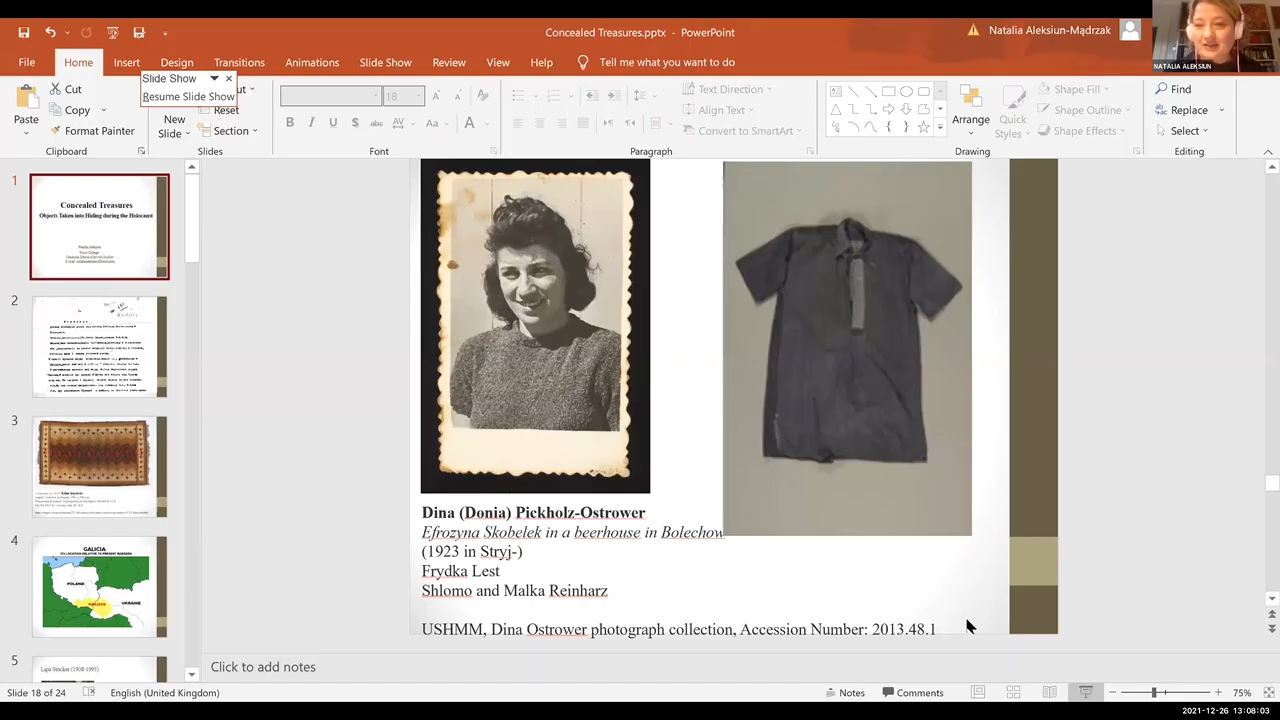 Concealed Treasures.pptx - PowerPoint
Natalia Aleksiun-Mądrzak
NATALIA ALEKSIUN
File
Home
Insert
Design
Transitions
Animations
Slide Show
Review
View
Help
Tell me what you want to do
Slide Show
Resume Slide Show
Paste
Cut
Copy
Format Painter
Clipboard
New
Slide
Reset
Section
Slides
18
Font
Text Direction
Align Text
Convert to SmartArt
Paragraph
Arrange
Quick
Styles
Shape Fill
Shape Outline
Shape Effects
Drawing
Find
Replace
Select
Editing
1
Concealed Treasures
Objects Taken into Hiding during the Holocaust
2
3
4
GALICIA
POLAND
UKRAINE
5
Dina (Donia) Pickholz-Ostrower
Efrozyna Skobelek in a beerhouse in Bolechow
(1923 in Stryj-)
Frydka Lest
Shlomo and Malka Reinharz
USHMM, Dina Ostrower photograph collection, Accession Number: 2013.48.1
Click to add notes
Slide 18 of 24
English (United Kingdom)
Notes
Comments
75%
2021-12-26 13:08:03